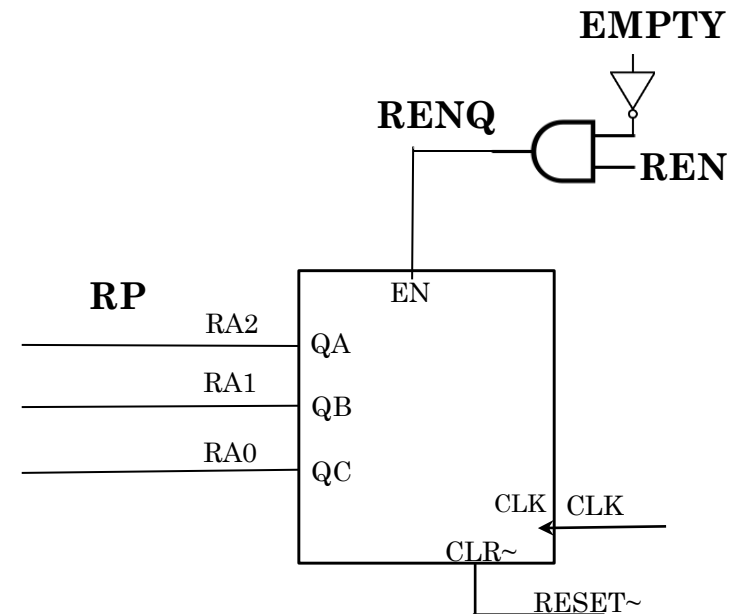 EMPTY
RENQ
REN
RP
EN
RA2
QA
RA1
QB
RA0
QC
CLK
CLK
CLR~
RESET~